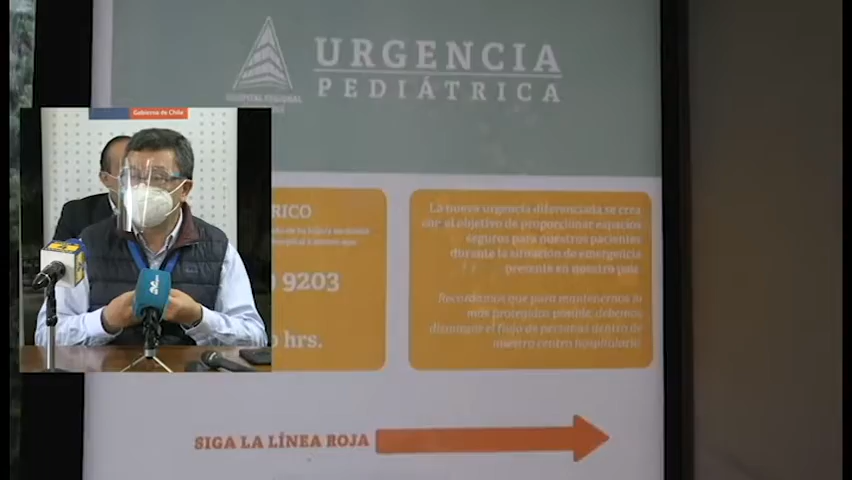 Gobierno de Chile
URGENCIA
PEDIÁTRICA
HOSPITAL REGIONAL
RICO
9203
hrs.
La nueva urgencia diferenciada se crea
con el objetivo de proporcionar espacios
seguros para nuestros pacientes
durante la situación de emergencia
presente en nuestro país.
Recordamos que para mantenernos lo
más protegidos posible, debemos
disminuir el flujo de personas dentro de
nuestro centro hospitalario.
SIGA LA LÍNEA ROJA